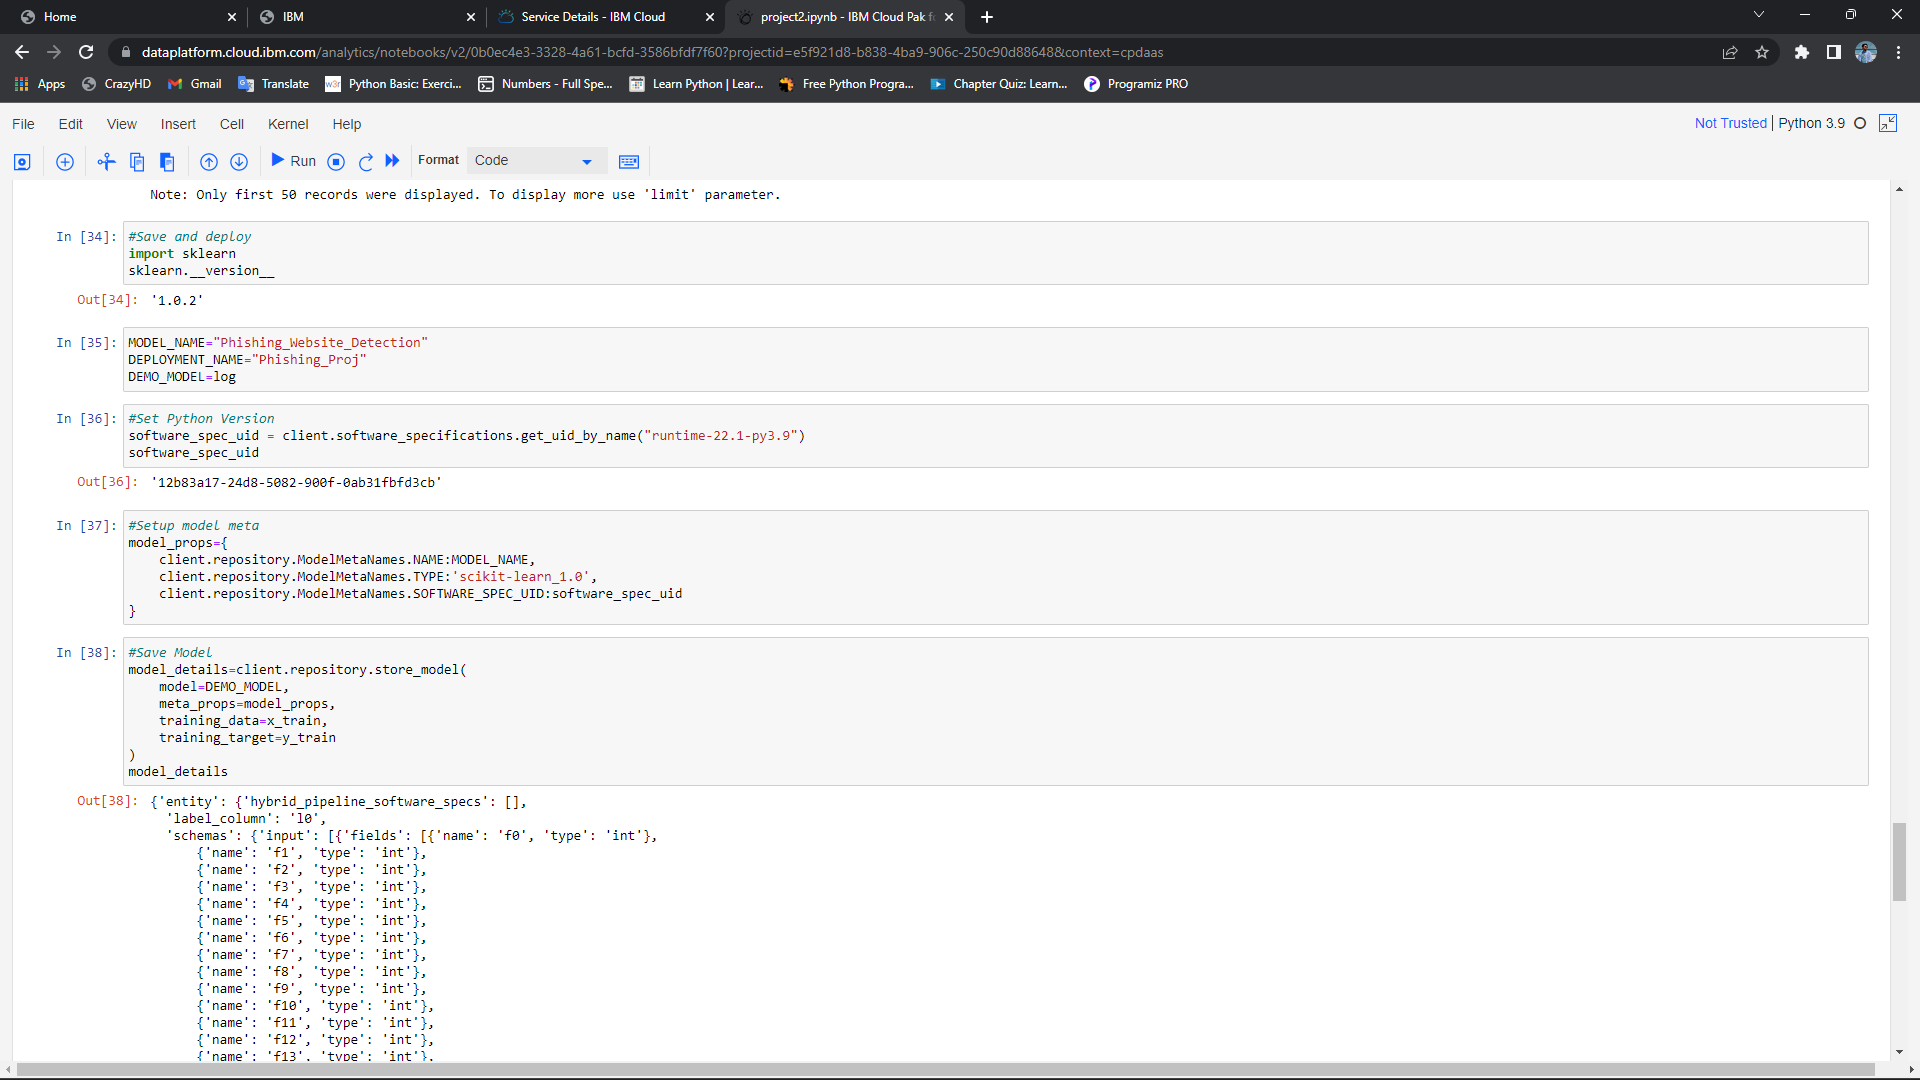 Home
IBM
Service Details - IBM Cloud
project2.ipynb - IBM Cloud Pak f
dataplatform.cloud.ibm.com/analytics/notebooks/v2/0b0ec4e3-3328-4a61-bcfd-3586bfdf7f60?projectid=e5f921d8-b838-4ba9-906c-250c90d88648&context=cpdaas
Apps
CrazyHD
Gmail
Translate
w3r
Python Basic: Exerci...
Numbers - Full Spe...
Learn Python | Lear...
Free Python Progra...
Chapter Quiz: Learn...
Programiz PRO
File Edit View Insert Cell Kernel Help
Not Trusted | Python 3.9
Run
Format
Code
Note: Only first 50 records were displayed. To display more use 'limit' parameter.
In [34]: #Save and deploy
import sklearn
sklearn.__version__
Out[34]: '1.0.2'
In [35]: MODEL_NAME="Phishing_Website_Detection"
DEPLOYMENT_NAME="Phishing_Proj"
DEMO_MODEL=log
In [36]: #Set Python Version
software_spec_uid = client.software_specifications.get_uid_by_name("runtime-22.1-py3.9")
software_spec_uid
Out[36]: '12b83a17-24d8-5082-900f-0ab31fbfd3cb'
In [37]: #Setup model meta
model_props={
client.repository.ModelMetaNames.NAME:MODEL_NAME,
client.repository.ModelMetaNames.TYPE:'scikit-learn_1.0',
client.repository.ModelMetaNames.SOFTWARE_SPEC_UID:software_spec_uid
}
In [38]: #Save Model
model_details=client.repository.store_model(
model=DEMO_MODEL,
meta_props=model_props,
training_data=x_train,
training_target=y_train
)
model_details
Out[38]: {'entity': {'hybrid_pipeline_software_specs': [],
'label_column': 'l0',
'schemas': {'input': [{'fields': [{'name': 'f0', 'type': 'int'},
{'name': 'f1', 'type': 'int'},
{'name': 'f2', 'type': 'int'},
{'name': 'f3', 'type': 'int'},
{'name': 'f4', 'type': 'int'},
{'name': 'f5', 'type': 'int'},
{'name': 'f6', 'type': 'int'},
{'name': 'f7', 'type': 'int'},
{'name': 'f8', 'type': 'int'},
{'name': 'f9', 'type': 'int'},
{'name': 'f10', 'type': 'int'},
{'name': 'f11', 'type': 'int'},
{'name': 'f12', 'type': 'int'},
{'name': 'f13', 'type': 'int'},